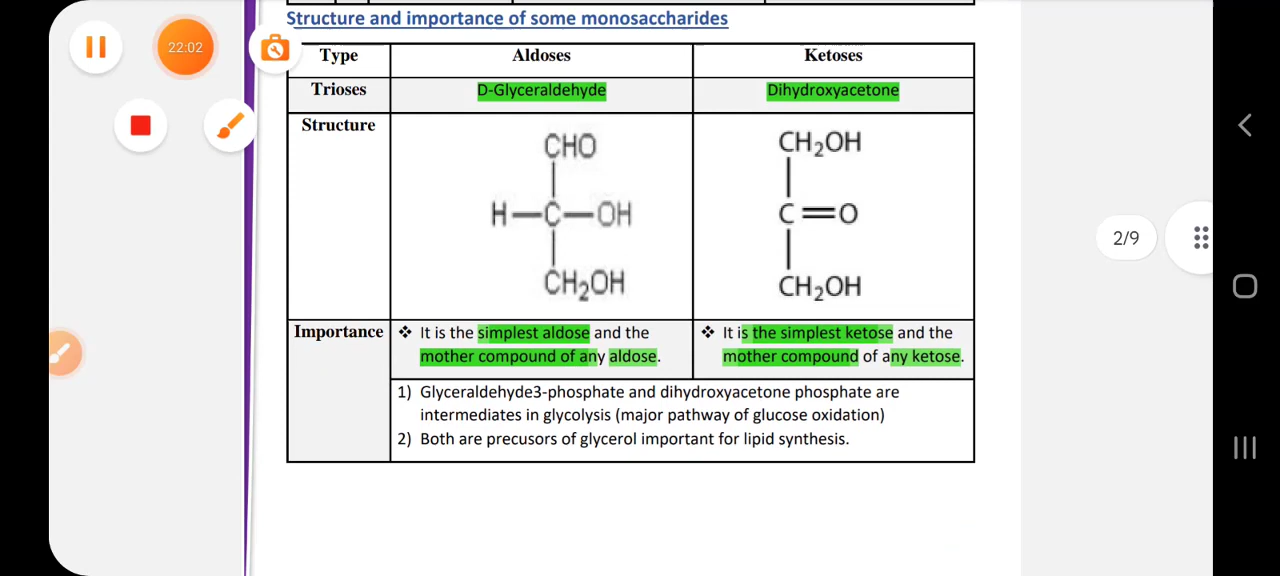 22:02
Structure and importance of some monosaccharides
Type Aldoses Ketoses
Trioses D-Glyceraldehyde Dihydroxyacetone
Structure
CHO
H—C—OH
CH₂OH
CH₂OH
C=O
CH₂OH
Importance
❖ It is the simplest aldose and the
mother compound of any aldose.
❖ It is the simplest ketose and the
mother compound of any ketose.
1) Glyceraldehyde3-phosphate and dihydroxyacetone phosphate are
intermediates in glycolysis (major pathway of glucose oxidation)
2) Both are precusors of glycerol important for lipid synthesis.
2/9